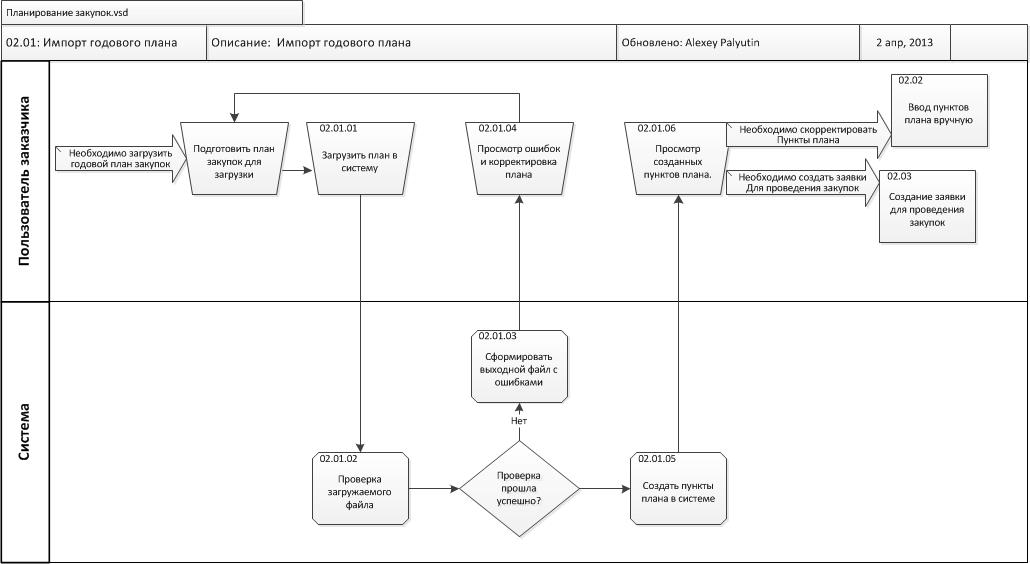 Планирование закупок.vsd
02.01: Импорт годового плана
Описание: Импорт годового плана
Обновлено: Alexey Palyutin
2 апр, 2013
Пользователь заказчика
Необходимо загрузить
годовой план закупок
Подготовить план
закупок для
загрузки
02.01.01
Загрузить план в
систему
02.01.04
Просмотр ошибок
и корректировка
плана
02.01.06
Просмотр
созданных
пунктов плана.
Необходимо скорректировать
Пункты плана
02.02
Ввод пунктов
плана вручную
Необходимо создать заявки
Для проведения закупок
02.03
Создание заявки
для проведения
закупок
Система
02.01.03
Сформировать
выходной файл с
ошибками
Нет
02.01.02
Проверка
загружаемого
файла
Проверка
прошла
успешно?
02.01.05
Создать пункты
плана в системе